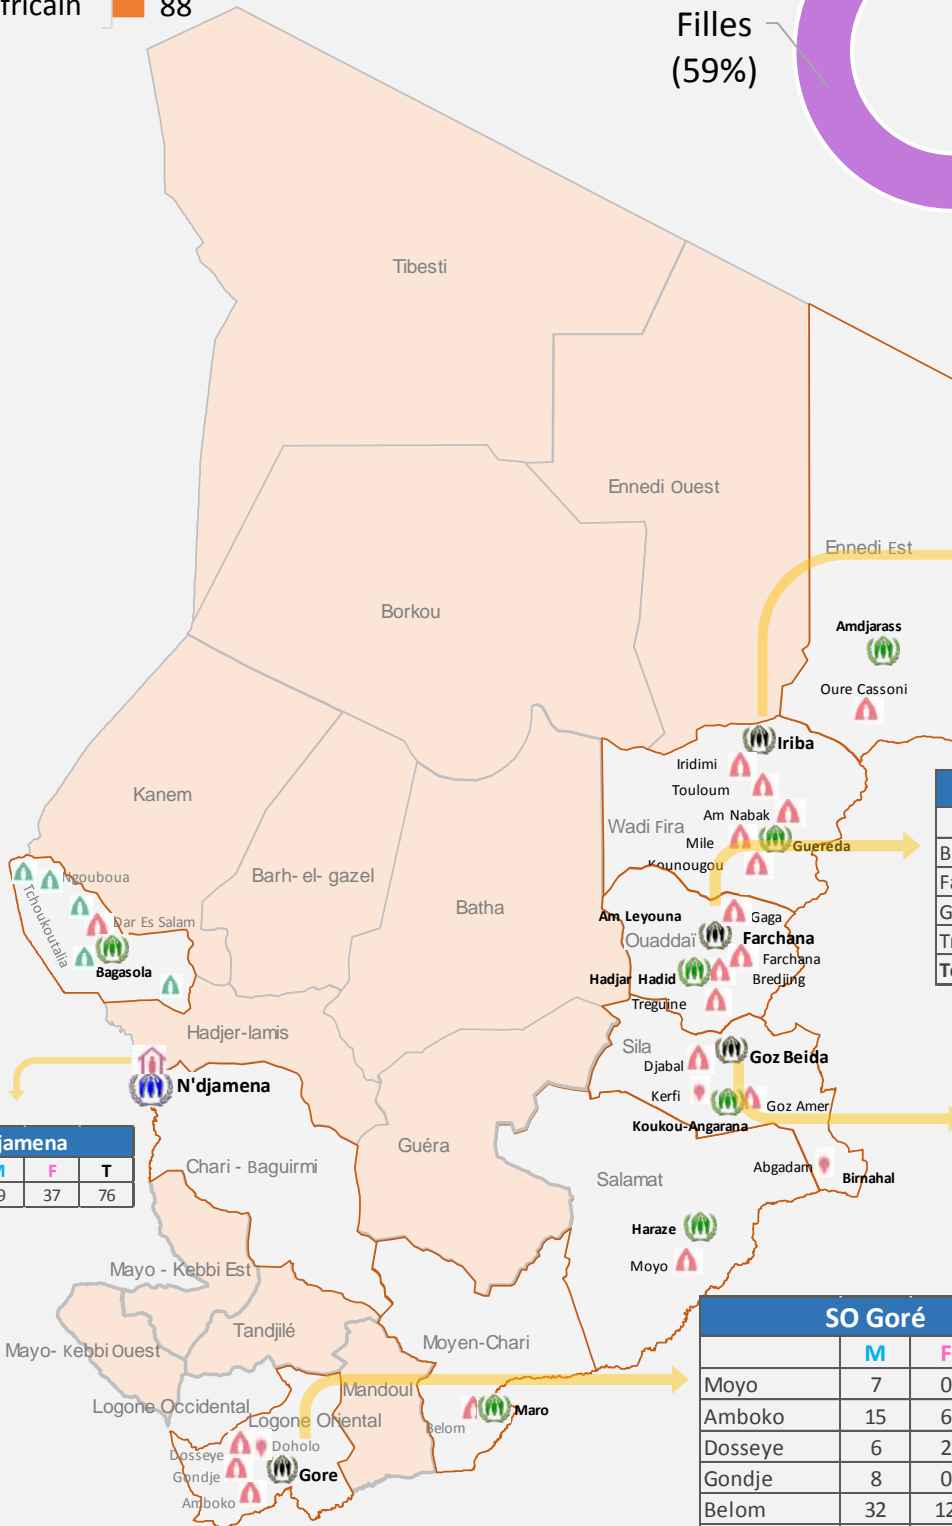 fricain 88
Filles
(59%)
Tibesti
Ennedi Ouest
Ennedi Est
Borkou
Amdjarass
Oure Cassoni
Iriba
Iridimi
Touloum
Kanem
Am Nabak
Wadi Fira
Mile
Guereda
Kounougou
Ngouboua
Tchoukoutalia
Barh- el- gazel
Batha
Am Leyouna
Gaga
Dar Es Salam
Ouaddaï
Farchana
Farchana
Bagasola
Hadjar Hadid
Bredjing
Treguine
Hadjer-lamis
Sila
Goz Beida
Djabal
N'djamena
Kerfi
Goz Amer
Koukou-Angarana
jamena
F T
9 37 76
Guéra
Chari - Baguirmi
Abgadam
Birnahal
Salamat
Haraze
Moyo
Mayo - Kebbi Est
Tandjilé
Mayo- Kebbi Ouest
Moyen-Chari
Mandoul
Logone Occidental
Logone Oriental
Maro
Belom
Dosseye
Doholo
Gondje
Gore
Amboko
SO Goré
M F
Moyo 7 0
Amboko 15 6
Dosseye 6 2
Gondje 8 0
Belom 32 12